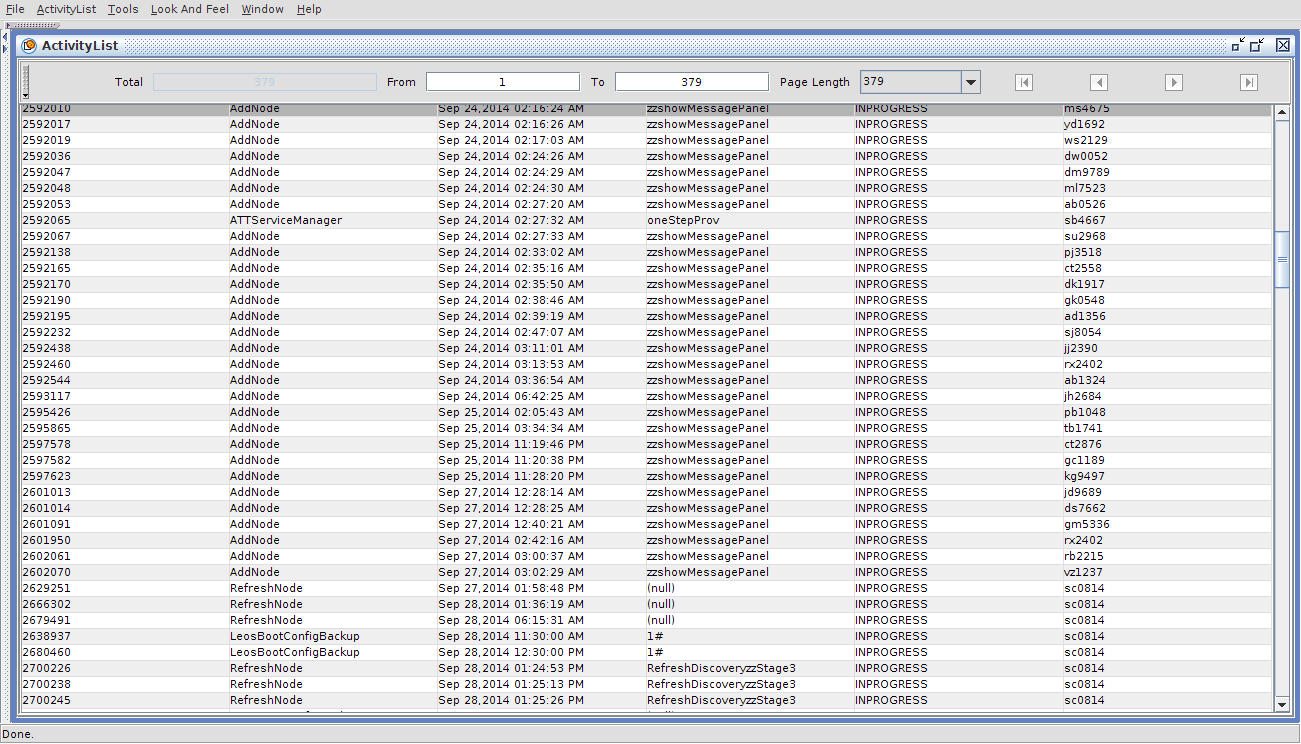 File ActivityList Tools Look And Feel Window Help
ActivityList
Total 379 From 1 To 379 Page Length 379
2592010 AddNode Sep 24,2014 02:16:24 AM zzshowMessagePanel INPROGRESS ms4675
2592017 AddNode Sep 24,2014 02:16:26 AM zzshowMessagePanel INPROGRESS yd1692
2592019 AddNode Sep 24,2014 02:17:03 AM zzshowMessagePanel INPROGRESS ws2129
2592036 AddNode Sep 24,2014 02:24:26 AM zzshowMessagePanel INPROGRESS dw0052
2592047 AddNode Sep 24,2014 02:24:29 AM zzshowMessagePanel INPROGRESS dm9789
2592048 AddNode Sep 24,2014 02:24:30 AM zzshowMessagePanel INPROGRESS ml7523
2592053 AddNode Sep 24,2014 02:27:20 AM zzshowMessagePanel INPROGRESS ab0526
2592065 ATTServiceManager Sep 24,2014 02:27:32 AM oneStepProv INPROGRESS sb4667
2592067 AddNode Sep 24,2014 02:27:33 AM zzshowMessagePanel INPROGRESS su2968
2592138 AddNode Sep 24,2014 02:33:02 AM zzshowMessagePanel INPROGRESS pj3518
2592165 AddNode Sep 24,2014 02:35:16 AM zzshowMessagePanel INPROGRESS ct2558
2592170 AddNode Sep 24,2014 02:35:50 AM zzshowMessagePanel INPROGRESS dk1917
2592190 AddNode Sep 24,2014 02:38:46 AM zzshowMessagePanel INPROGRESS gk0548
2592195 AddNode Sep 24,2014 02:39:19 AM zzshowMessagePanel INPROGRESS ad1356
2592232 AddNode Sep 24,2014 02:47:07 AM zzshowMessagePanel INPROGRESS sj8054
2592438 AddNode Sep 24,2014 03:11:01 AM zzshowMessagePanel INPROGRESS jj2390
2592460 AddNode Sep 24,2014 03:13:53 AM zzshowMessagePanel INPROGRESS rx2402
2592544 AddNode Sep 24,2014 03:36:54 AM zzshowMessagePanel INPROGRESS ab1324
2593117 AddNode Sep 24,2014 06:42:25 AM zzshowMessagePanel INPROGRESS jh2684
2595426 AddNode Sep 25,2014 02:05:43 AM zzshowMessagePanel INPROGRESS pb1048
2595865 AddNode Sep 25,2014 03:34:34 AM zzshowMessagePanel INPROGRESS tb1741
2597578 AddNode Sep 25,2014 11:19:46 PM zzshowMessagePanel INPROGRESS ct2876
2597582 AddNode Sep 25,2014 11:20:38 PM zzshowMessagePanel INPROGRESS gc1189
2597623 AddNode Sep 25,2014 11:28:20 PM zzshowMessagePanel INPROGRESS kg9497
2601013 AddNode Sep 27,2014 12:28:14 AM zzshowMessagePanel INPROGRESS jd9689
2601014 AddNode Sep 27,2014 12:28:25 AM zzshowMessagePanel INPROGRESS ds7662
2601091 AddNode Sep 27,2014 12:40:21 AM zzshowMessagePanel INPROGRESS gm5336
2601950 AddNode Sep 27,2014 02:42:16 AM zzshowMessagePanel INPROGRESS rx2402
2602061 AddNode Sep 27,2014 03:00:37 AM zzshowMessagePanel INPROGRESS rb2215
2602070 AddNode Sep 27,2014 03:02:29 AM zzshowMessagePanel INPROGRESS vz1237
2629251 RefreshNode Sep 27,2014 01:58:48 PM (null) INPROGRESS sc0814
2666302 RefreshNode Sep 28,2014 01:36:19 AM (null) INPROGRESS sc0814
2679491 RefreshNode Sep 28,2014 06:15:31 AM (null) INPROGRESS sc0814
2638937 LeosBootConfigBackup Sep 28,2014 11:30:00 AM 1# INPROGRESS sc0814
2680460 LeosBootConfigBackup Sep 28,2014 12:30:00 PM 1# INPROGRESS sc0814
2700226 RefreshNode Sep 28,2014 01:24:53 PM RefreshDiscoveryzzStage3 INPROGRESS sc0814
2700238 RefreshNode Sep 28,2014 01:25:13 PM RefreshDiscoveryzzStage3 INPROGRESS sc0814
2700245 RefreshNode Sep 28,2014 01:25:26 PM RefreshDiscoveryzzStage3 INPROGRESS sc0814
Done.